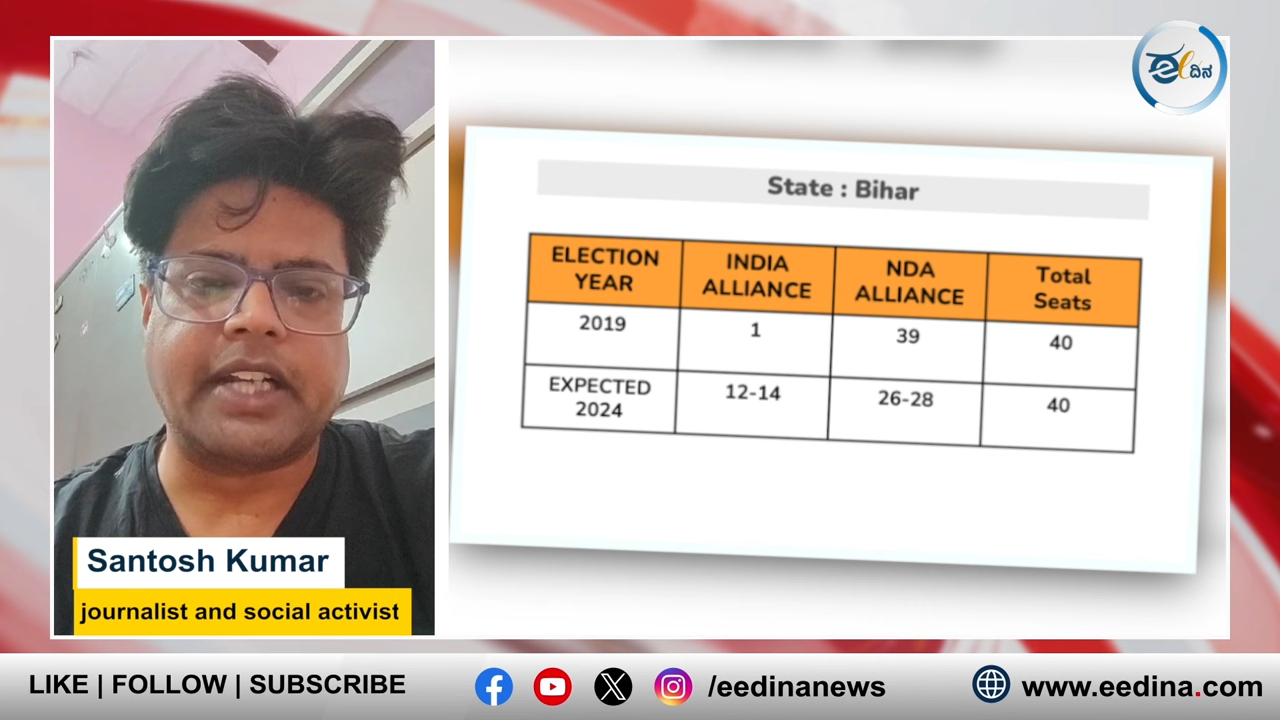 eಲ ದಿನ
State : Bihar
ELECTION YEAR | INDIA ALLIANCE | NDA ALLIANCE | Total Seats
2019 | 1 | 39 | 40
EXPECTED 2024 | 12-14 | 26-28 | 40
Santosh Kumar
journalist and social activist
LIKE | FOLLOW | SUBSCRIBE
/eedinanews
www.eedina.com